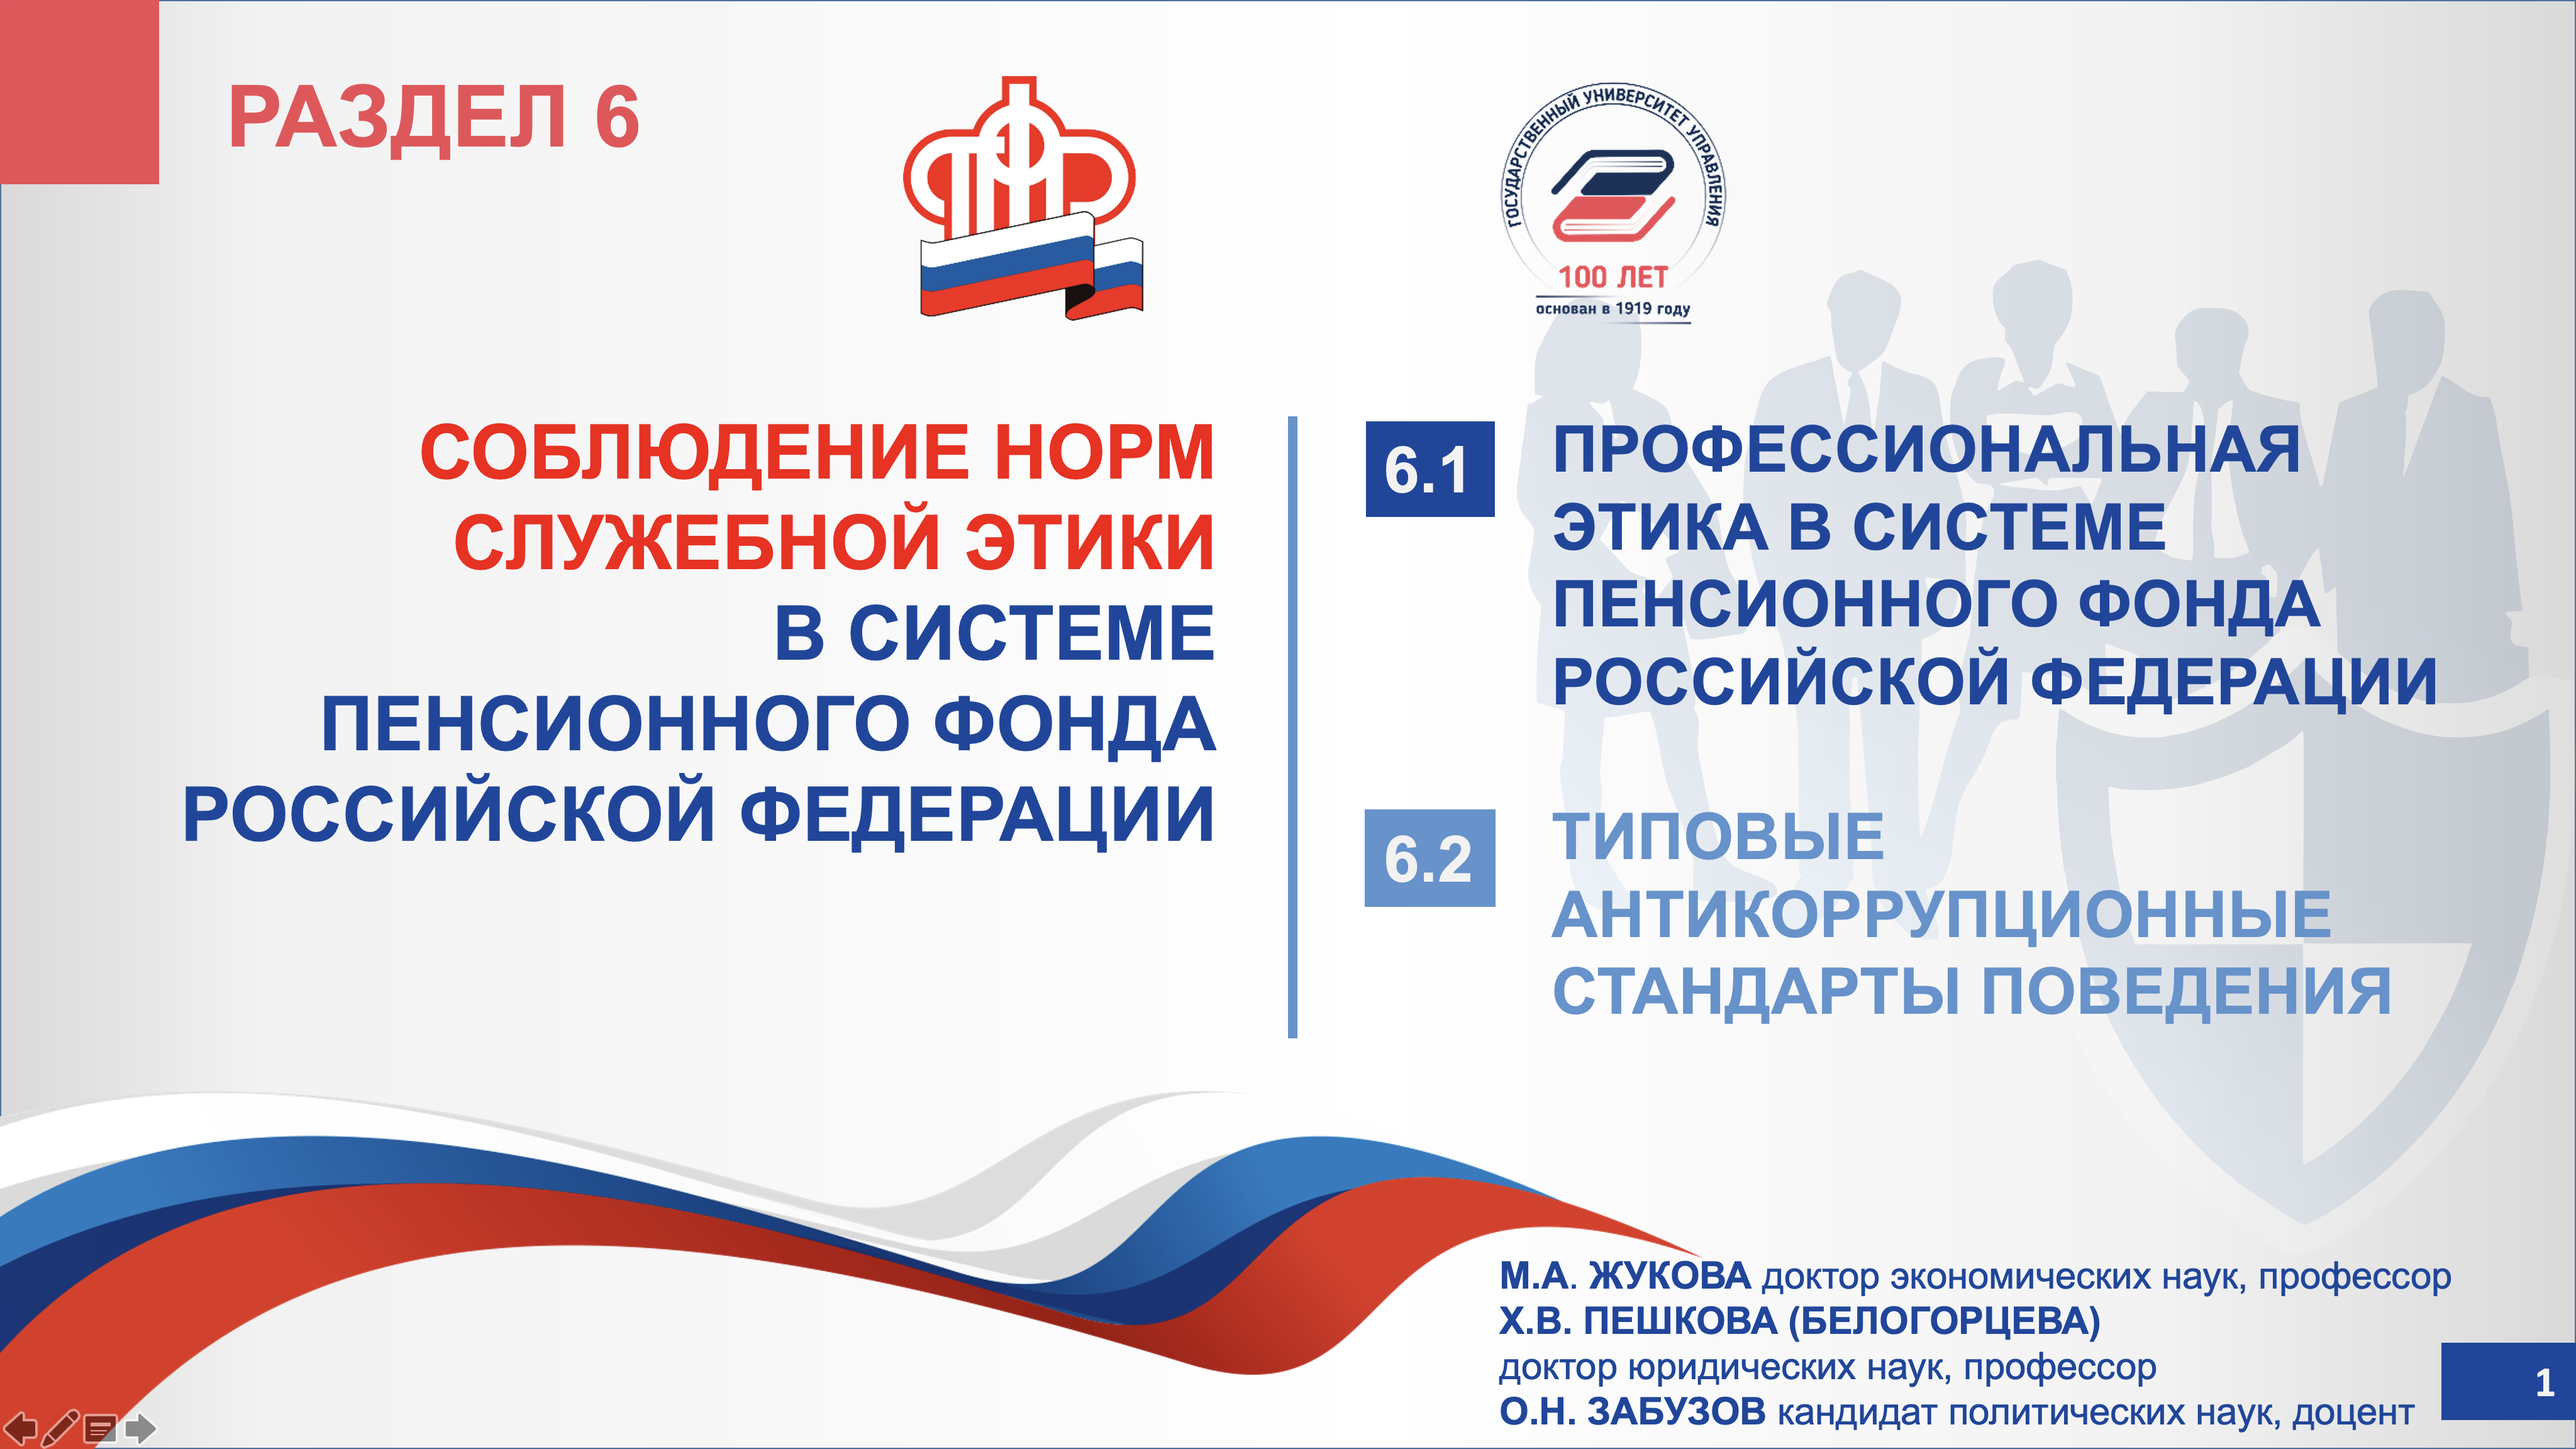 РАЗДЕЛ 6
ПФР
ГОСУДАРСТВЕННЫЙ УНИВЕРСИТЕТ УПРАВЛЕНИЯ
100 ЛЕТ
основан в 1919 году
СОБЛЮДЕНИЕ НОРМ
СЛУЖЕБНОЙ ЭТИКИ
В СИСТЕМЕ
ПЕНСИОННОГО ФОНДА
РОССИЙСКОЙ ФЕДЕРАЦИИ
6.1
ПРОФЕССИОНАЛЬНАЯ
ЭТИКА В СИСТЕМЕ
ПЕНСИОННОГО ФОНДА
РОССИЙСКОЙ ФЕДЕРАЦИИ
6.2
ТИПОВЫЕ
АНТИКОРРУПЦИОННЫЕ
СТАНДАРТЫ ПОВЕДЕНИЯ
М.А. ЖУКОВА доктор экономических наук, профессор
Х.В. ПЕШКОВА (БЕЛОГОРЦЕВА)
доктор юридических наук, профессор
О.Н. ЗАБУЗОВ кандидат политических наук, доцент
1